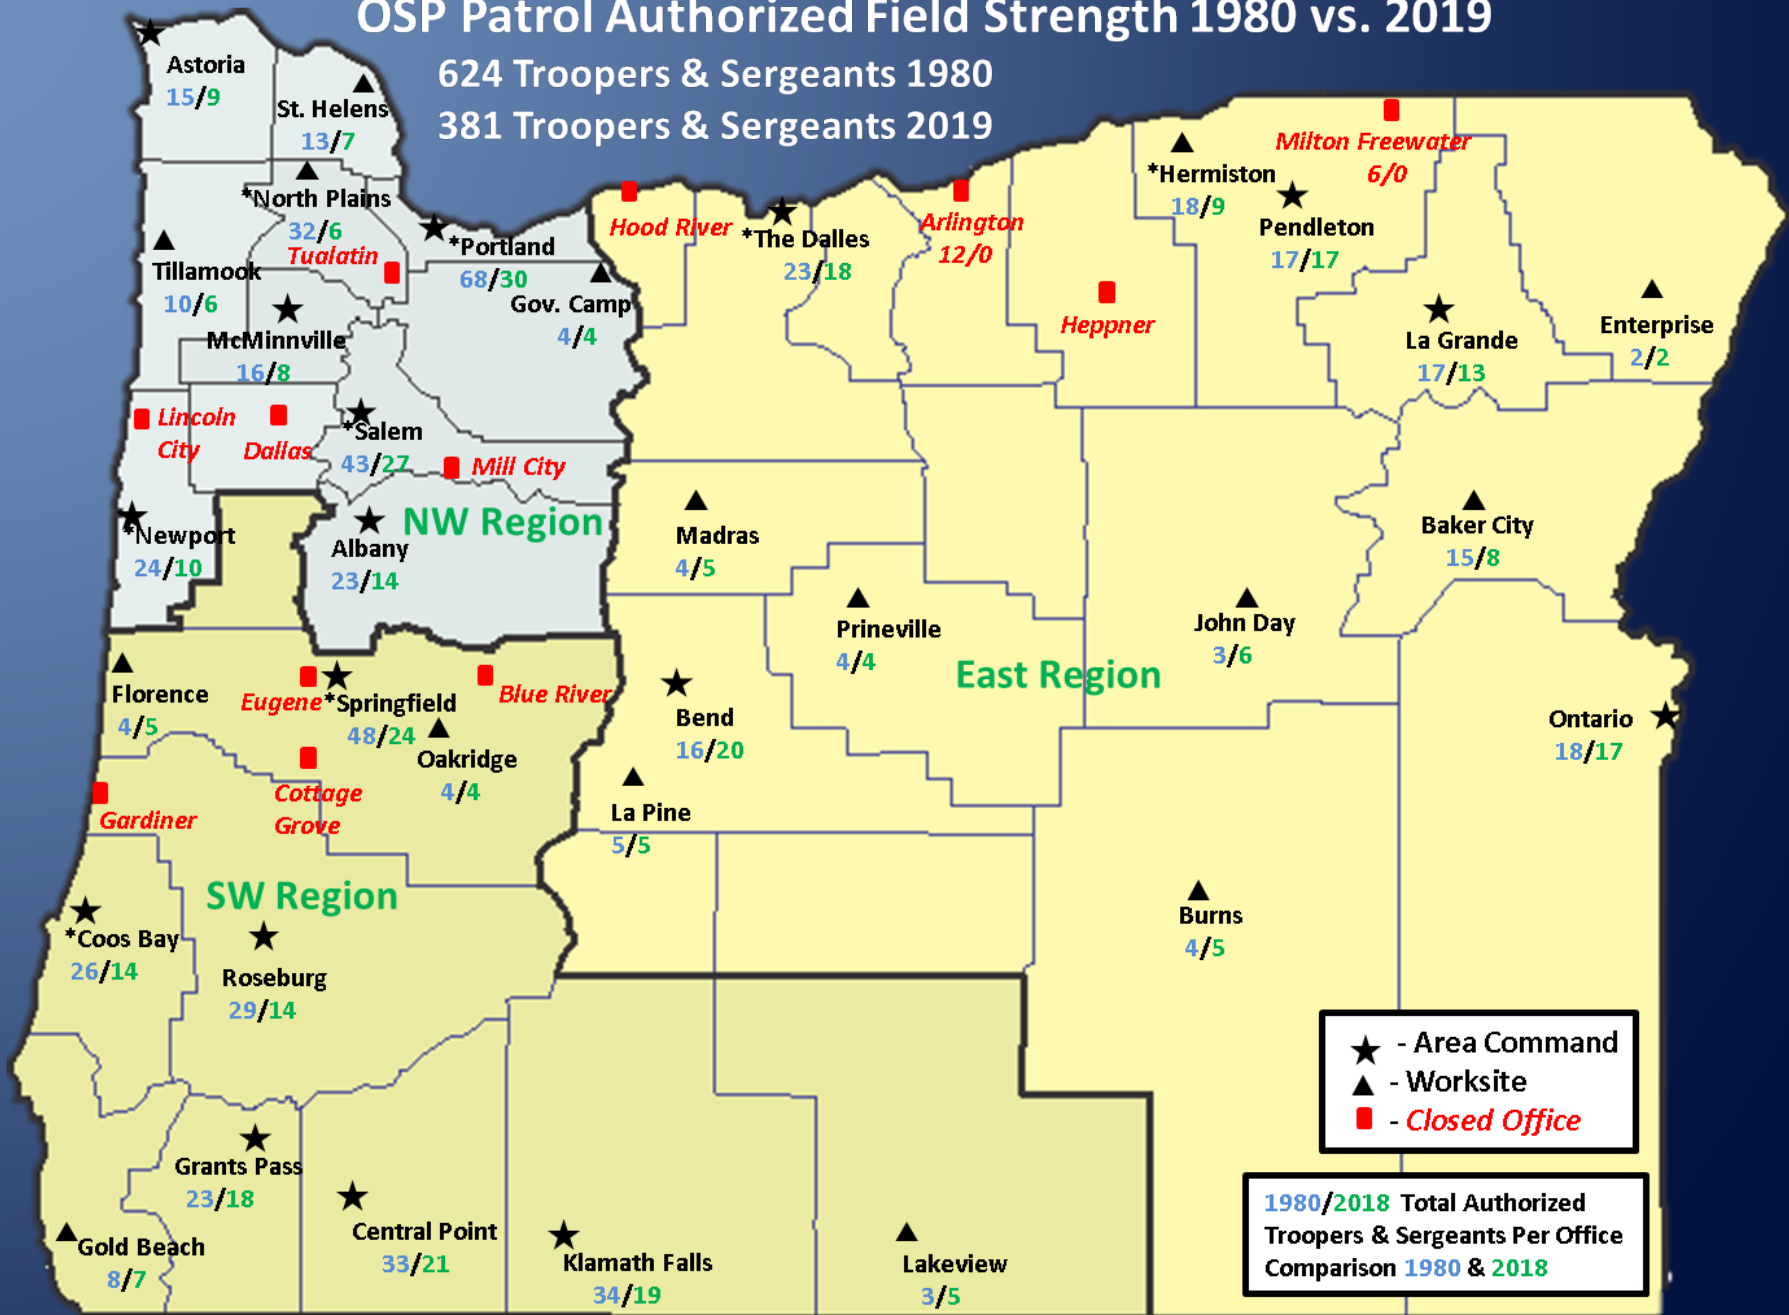 OSP Patrol Authorized Field Strength 1980 vs. 2019
624 Troopers & Sergeants 1980
381 Troopers & Sergeants 2019
Astoria
15/9
St. Helens
13/7
*North Plains
32/6
Tualatin
*Portland
68/30
Tillamook
10/6
Gov. Camp
4/4
McMinnville
16/8
Lincoln
City
Dallas
*Salem
43/27
Mill City
*Newport
24/10
Albany
23/14
NW Region
Hood River
*The Dalles
23/18
Arlington
12/0
Heppner
*Hermiston
18/9
Milton Freewater
6/0
Pendleton
17/17
La Grande
17/13
Enterprise
2/2
Madras
4/5
Baker City
15/8
Prineville
4/4
John Day
3/6
East Region
Bend
16/20
Ontario
18/17
La Pine
5/5
Burns
4/5
Florence
4/5
Eugene
*Springfield
48/24
Blue River
Oakridge
4/4
Cottage
Grove
Gardiner
SW Region
*Coos Bay
26/14
Roseburg
29/14
Grants Pass
23/18
Gold Beach
8/7
Central Point
33/21
Klamath Falls
34/19
Lakeview
3/5
- Area Command
- Worksite
- Closed Office
1980/2018 Total Authorized
Troopers & Sergeants Per Office
Comparison 1980 & 2018